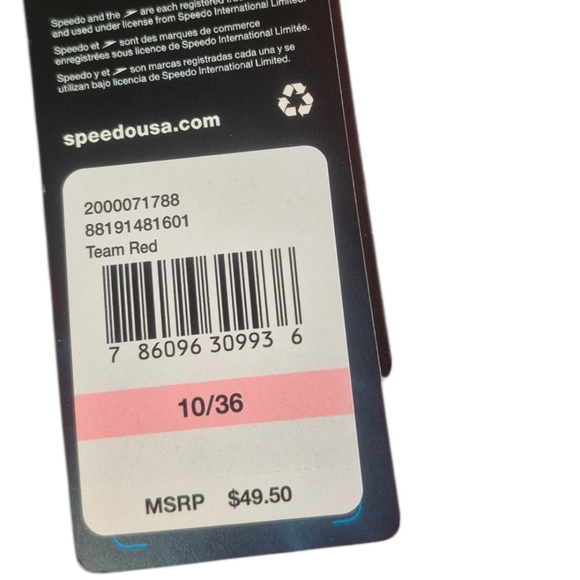 Speedo and the are each registered
and used under license from Speedo International Limited.
Speedo et sont des marques de commerce
enregistrées sous licence de Speedo International Limitée.
Speedo y et son marcas registradas cada una y se
utilizan bajo licencia de Speedo International Limited.
speedousa.com
2000071788
88191481601
Team Red
7 86096 30993 6
10/36
MSRP $49.50